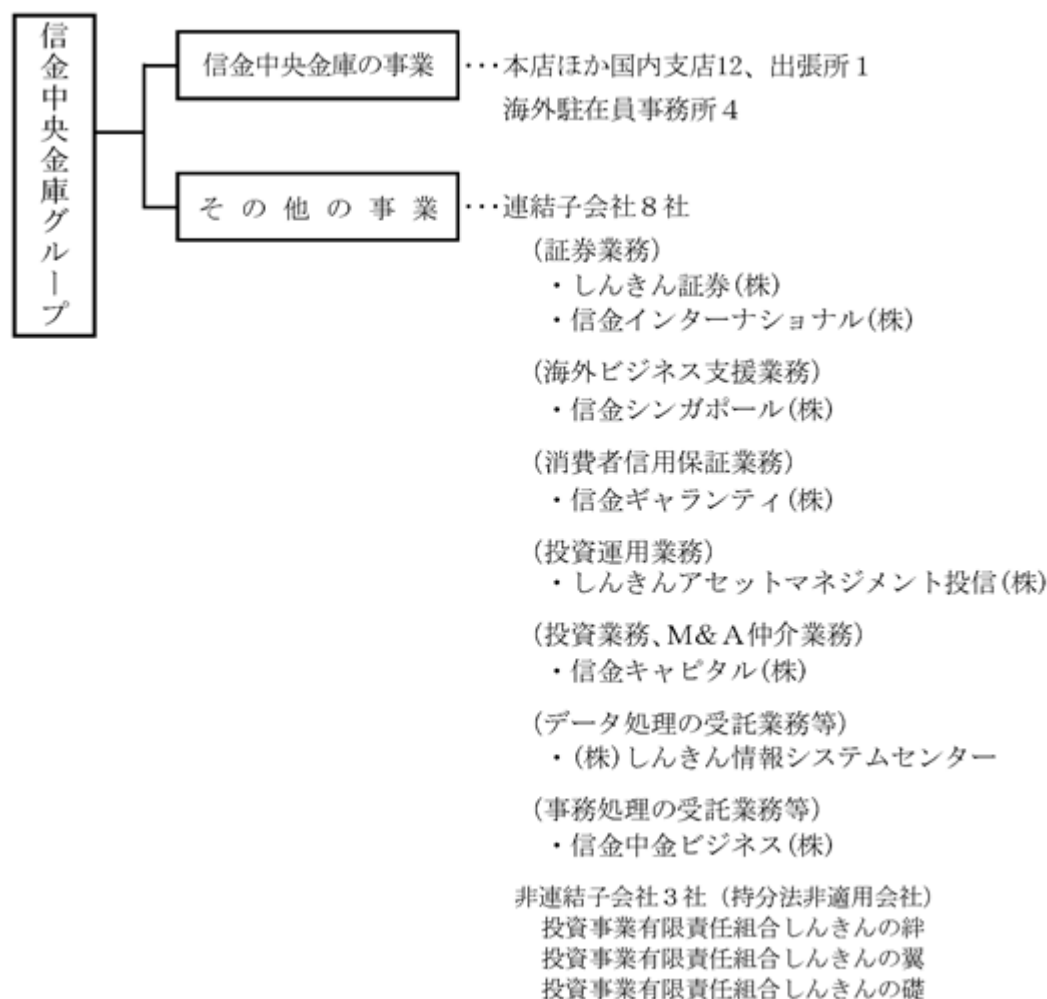 信金中央金庫グループ
信金中央金庫の事業
···本店ほか国内支店12、出張所1
海外駐在員事務所4
その他の事業
···連結子会社8社
(証券業務)
・しんきん証券(株)
・信金インターナショナル(株)
(海外ビジネス支援業務)
・信金シンガポール(株)
(消費者信用保証業務)
・信金ギャランティ(株)
(投資運用業務)
・しんきんアセットマネジメント投信(株)
(投資業務、M&A仲介業務)
・信金キャピタル(株)
(データ処理の受託業務等)
・(株)しんきん情報システムセンター
(事務処理の受託業務等)
・信金中金ビジネス(株)
非連結子会社3社（持分法非適用会社）
投資事業有限責任組合しんきんの絆
投資事業有限責任組合しんきんの翼
投資事業有限責任組合しんきんの礎